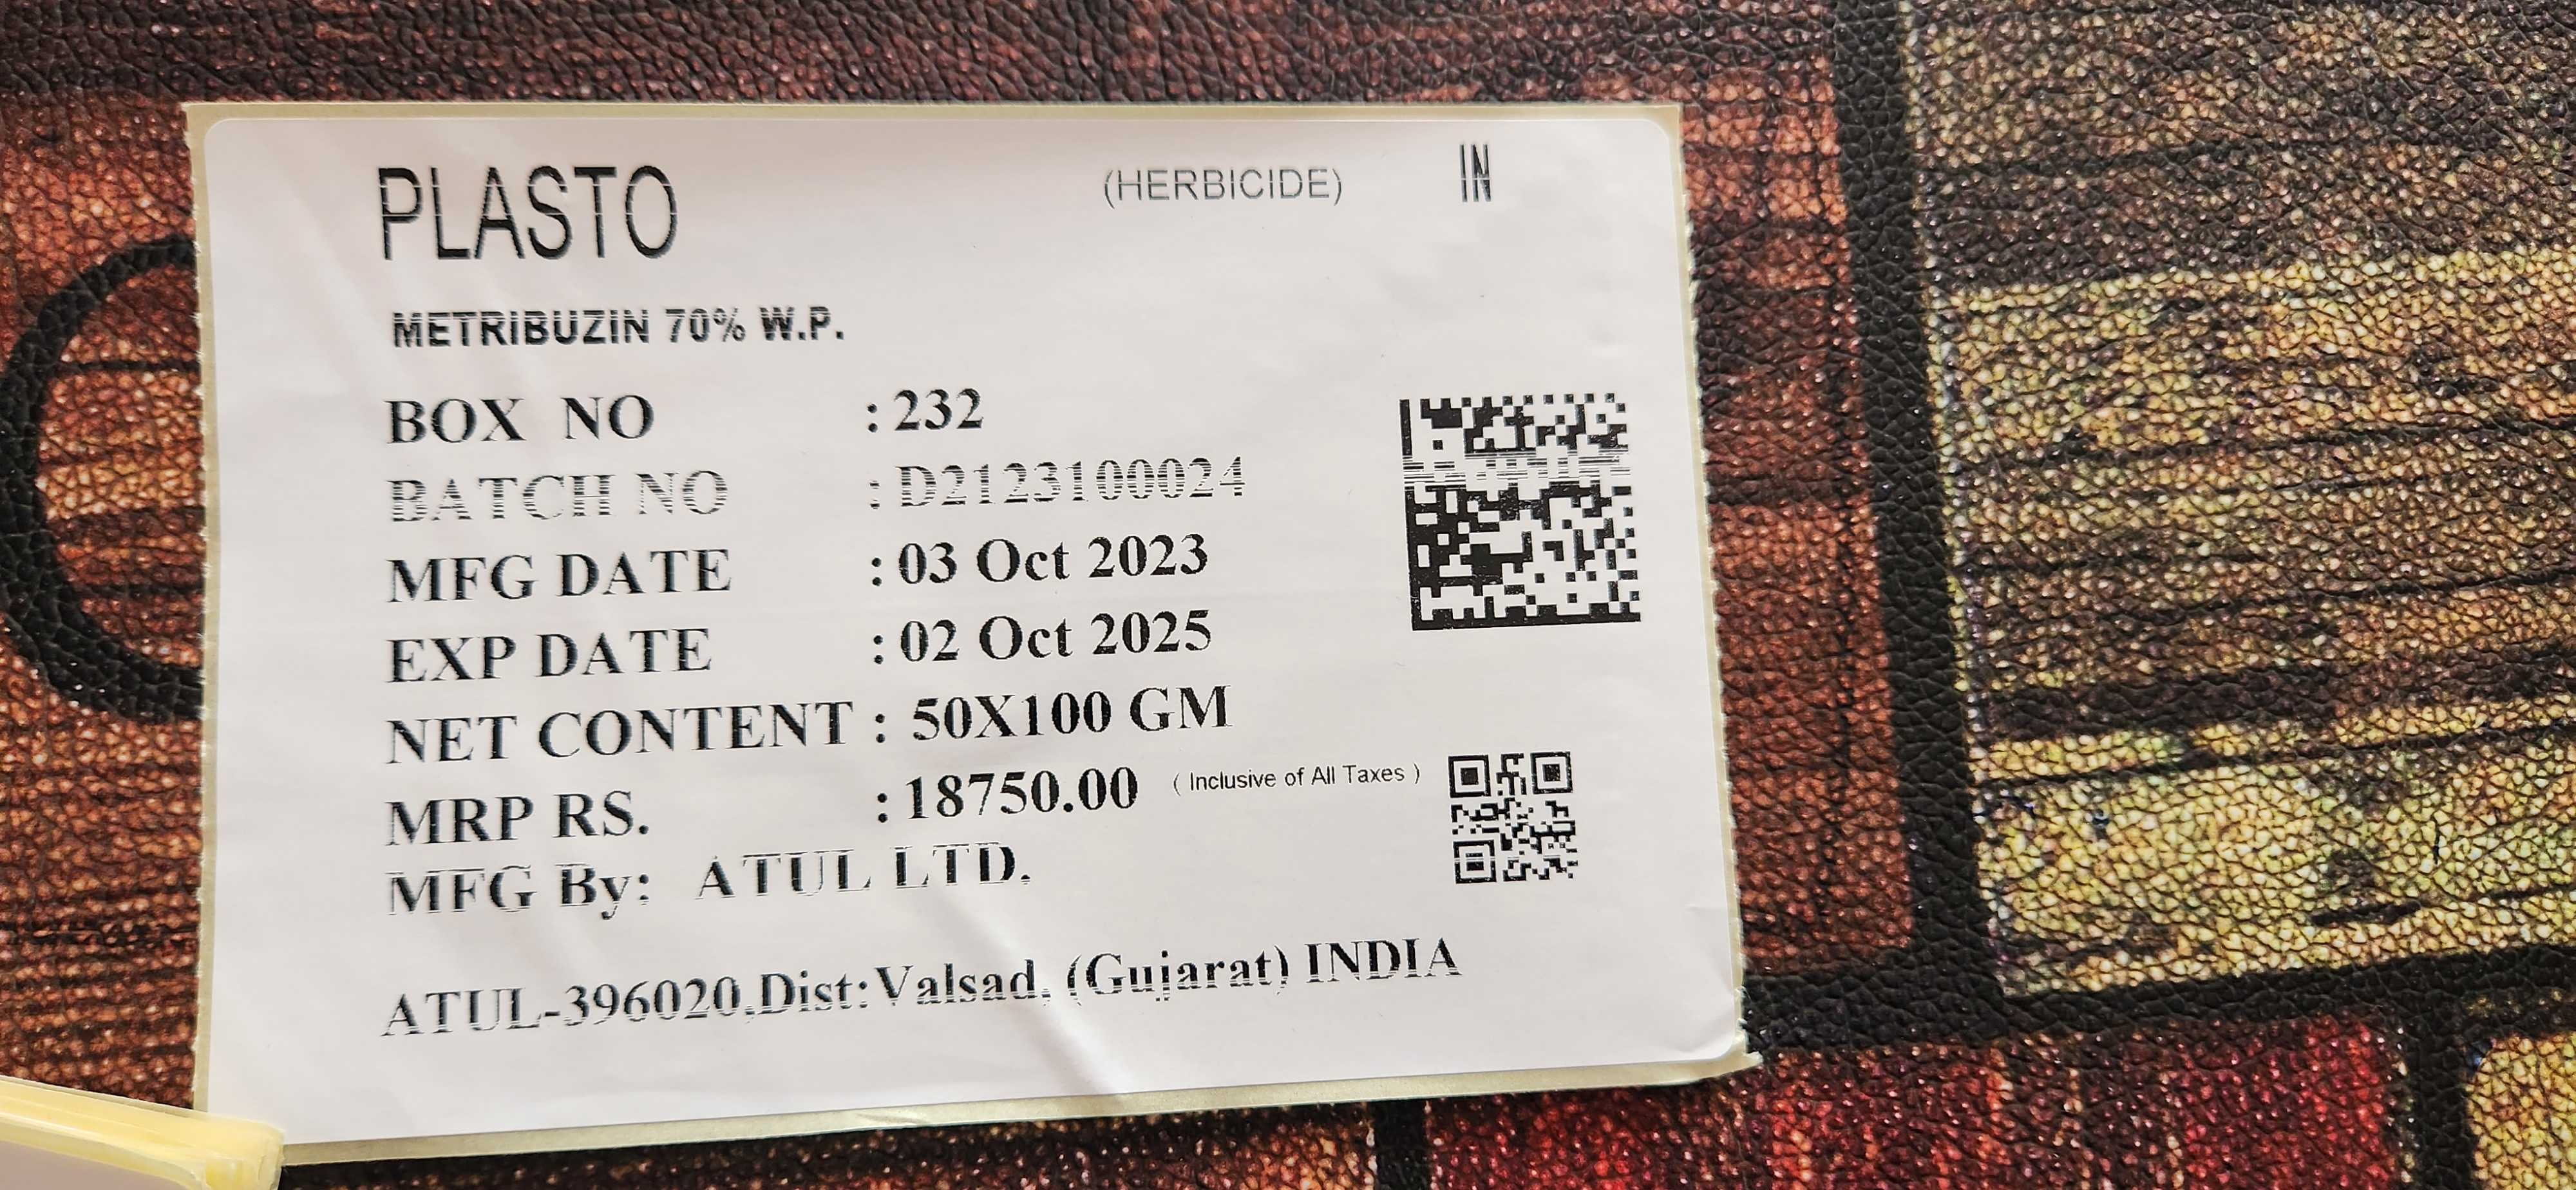 PLASTO (HERBICIDE) IN
METRIBUZIN 70% W.P.
BOX NO : 232
BATCH NO : D2123100024
MFG DATE : 03 Oct 2023
EXP DATE : 02 Oct 2025
NET CONTENT : 50X100 GM
MRP RS. : 18750.00 ( Inclusive of All Taxes )
MFG By: ATUL LTD.
ATUL-396020,Dist:Valsad, (Gujarat) INDIA